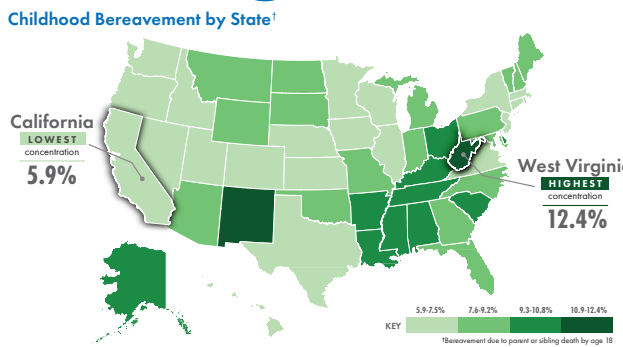 Childhood Bereavement by State†
California
LOWEST
concentration
5.9%
West Virgini
HIGHEST
concentration
12.4%
5.9-7.5% 7.6-9.2% 9.3-10.8% 10.9-12.4%
KEY
†Bereavement due to parent or sibling death by age 18